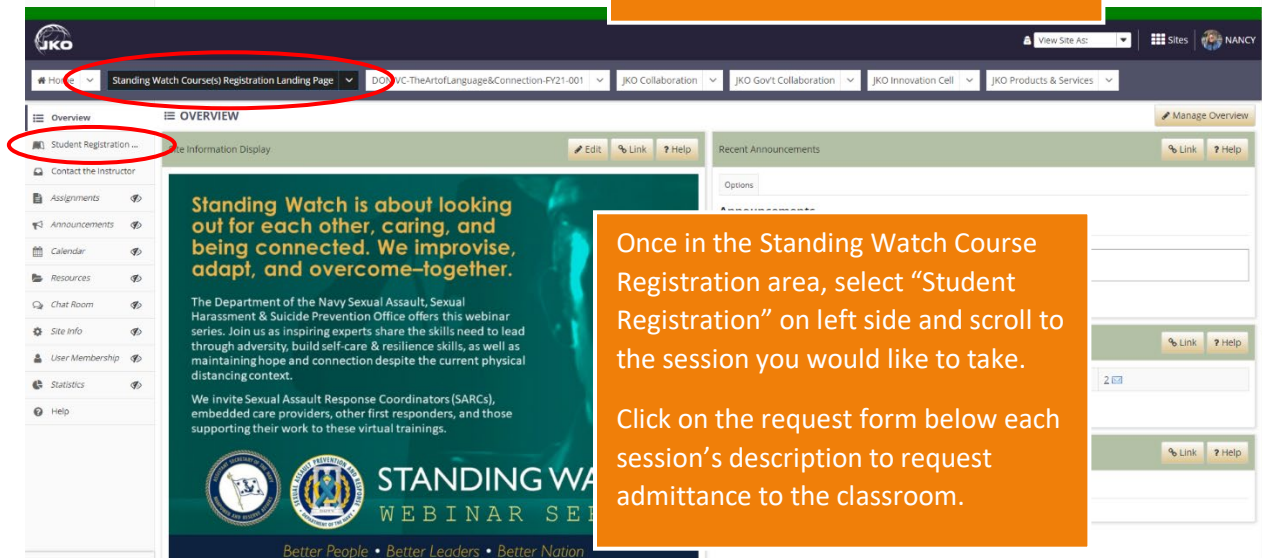 JKO
View Site As:
Sites
NANCY
Standing Watch Course(s) Registration Landing Page
JKO Collaboration
JKO Gov't Collaboration
JKO Innovation Cell
JKO Products & Services
Overview
OVERVIEW
Manage Overview
Student Registration ...
Site Information Display
Edit
Link
? Help
Recent Announcements
Link
? Help
Contact the Instructor
Options
Assignments
Announcements
Calendar
Resources
Chat Room
Site Info
User Membership
Statistics
Help
Standing Watch is about looking
out for each other, caring, and
being connected. We improvise,
adapt, and overcome–together.
The Department of the Navy Sexual Assault, Sexual
Harassment & Suicide Prevention Office offers this webinar
series. Join us as inspiring experts share the skills need to lead
through adversity, build self-care & resilience skills, as well as
maintaining hope and connection despite the current physical
distancing context.
We invite Sexual Assault Response Coordinators (SARCs),
embedded care providers, other first responders, and those
supporting their work to these virtual trainings.
STANDING WA
WEBINAR SE
Better People • Better Leaders • Better Nation
Once in the Standing Watch Course
Registration area, select “Student
Registration” on left side and scroll to
the session you would like to take.
Click on the request form below each
session’s description to request
admittance to the classroom.
Link
? Help
2
Link
? Help